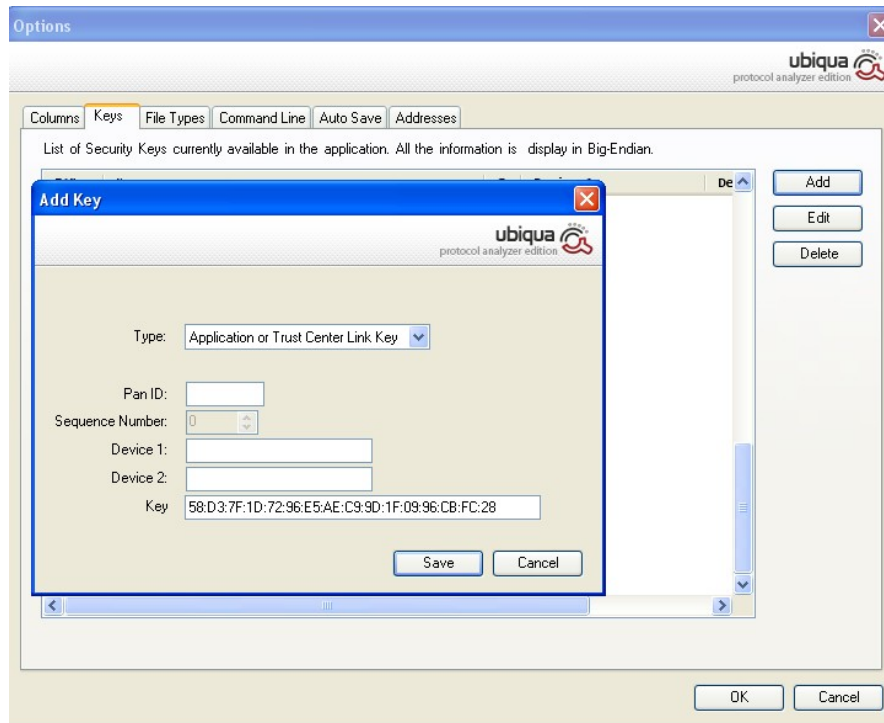 Options
ubiqua
protocol analyzer edition
Columns Keys File Types Command Line Auto Save Addresses
List of Security Keys currently available in the application. All the information is display in Big-Endian.
De
Add
Edit
Delete
Add Key
ubiqua
protocol analyzer edition
Type: Application or Trust Center Link Key
Pan ID:
Sequence Number: 0
Device 1:
Device 2:
Key 58:D3:7F:1D:72:96:E5:AE:C9:9D:1F:09:96:CB:FC:28
Save Cancel
OK Cancel